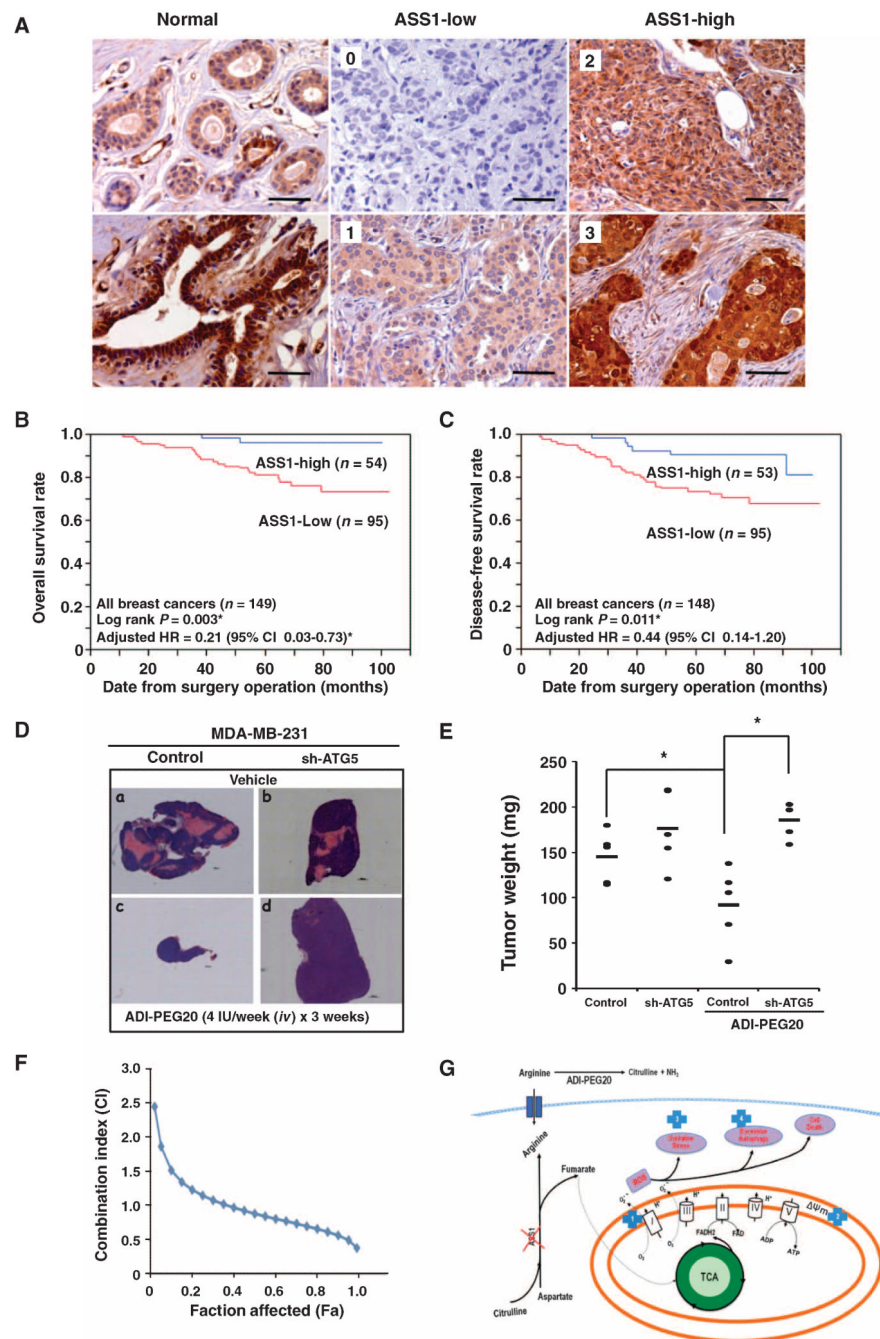 A
Normal
ASS1-low
ASS1-high
0
2
1
3
B
Overall survival rate
1.0
0.8
0.6
0.4
0.2
0
ASS1-high (n = 54)
ASS1-Low (n = 95)
All breast cancers (n = 149)
Log rank P = 0.003*
Adjusted HR = 0.21 (95% CI 0.03-0.73)*
0 20 40 60 80 100
Date from surgery operation (months)
C
Disease-free survival rate
1.0
0.8
0.6
0.4
0.2
0
ASS1-high (n = 53)
ASS1-low (n = 95)
All breast cancers (n = 148)
Log rank P = 0.011*
Adjusted HR = 0.44 (95% CI 0.14-1.20)
0 20 40 60 80 100
Date from surgery operation (months)
D
MDA-MB-231
Control sh-ATG5
Vehicle
a
b
c
d
ADI-PEG20 (4 IU/week (iv) x 3 weeks)
E
Tumor weight (mg)
250
200
150
100
50
0
*
*
Control sh-ATG5 Control sh-ATG5
ADI-PEG20
F
Combination index (CI)
3.0
2.5
2.0
1.5
1.0
0.5
0
0.0 0.2 0.4 0.6 0.8 1.0
Faction affected (Fa)
G
Arginine
ADI-PEG20
Citrulline + NH3
Arginine
Fumarate
ASS1
Citrulline
Aspartate
ROS
Oxidative
Stress
Excessive
Autophagy
Cell
Death
O2·-
O2·-
H+
H+
H+
H+
I
III
II
IV
V
ΔΨm
O2
O2
FADH2
FAD
ADP
ATP
TCA